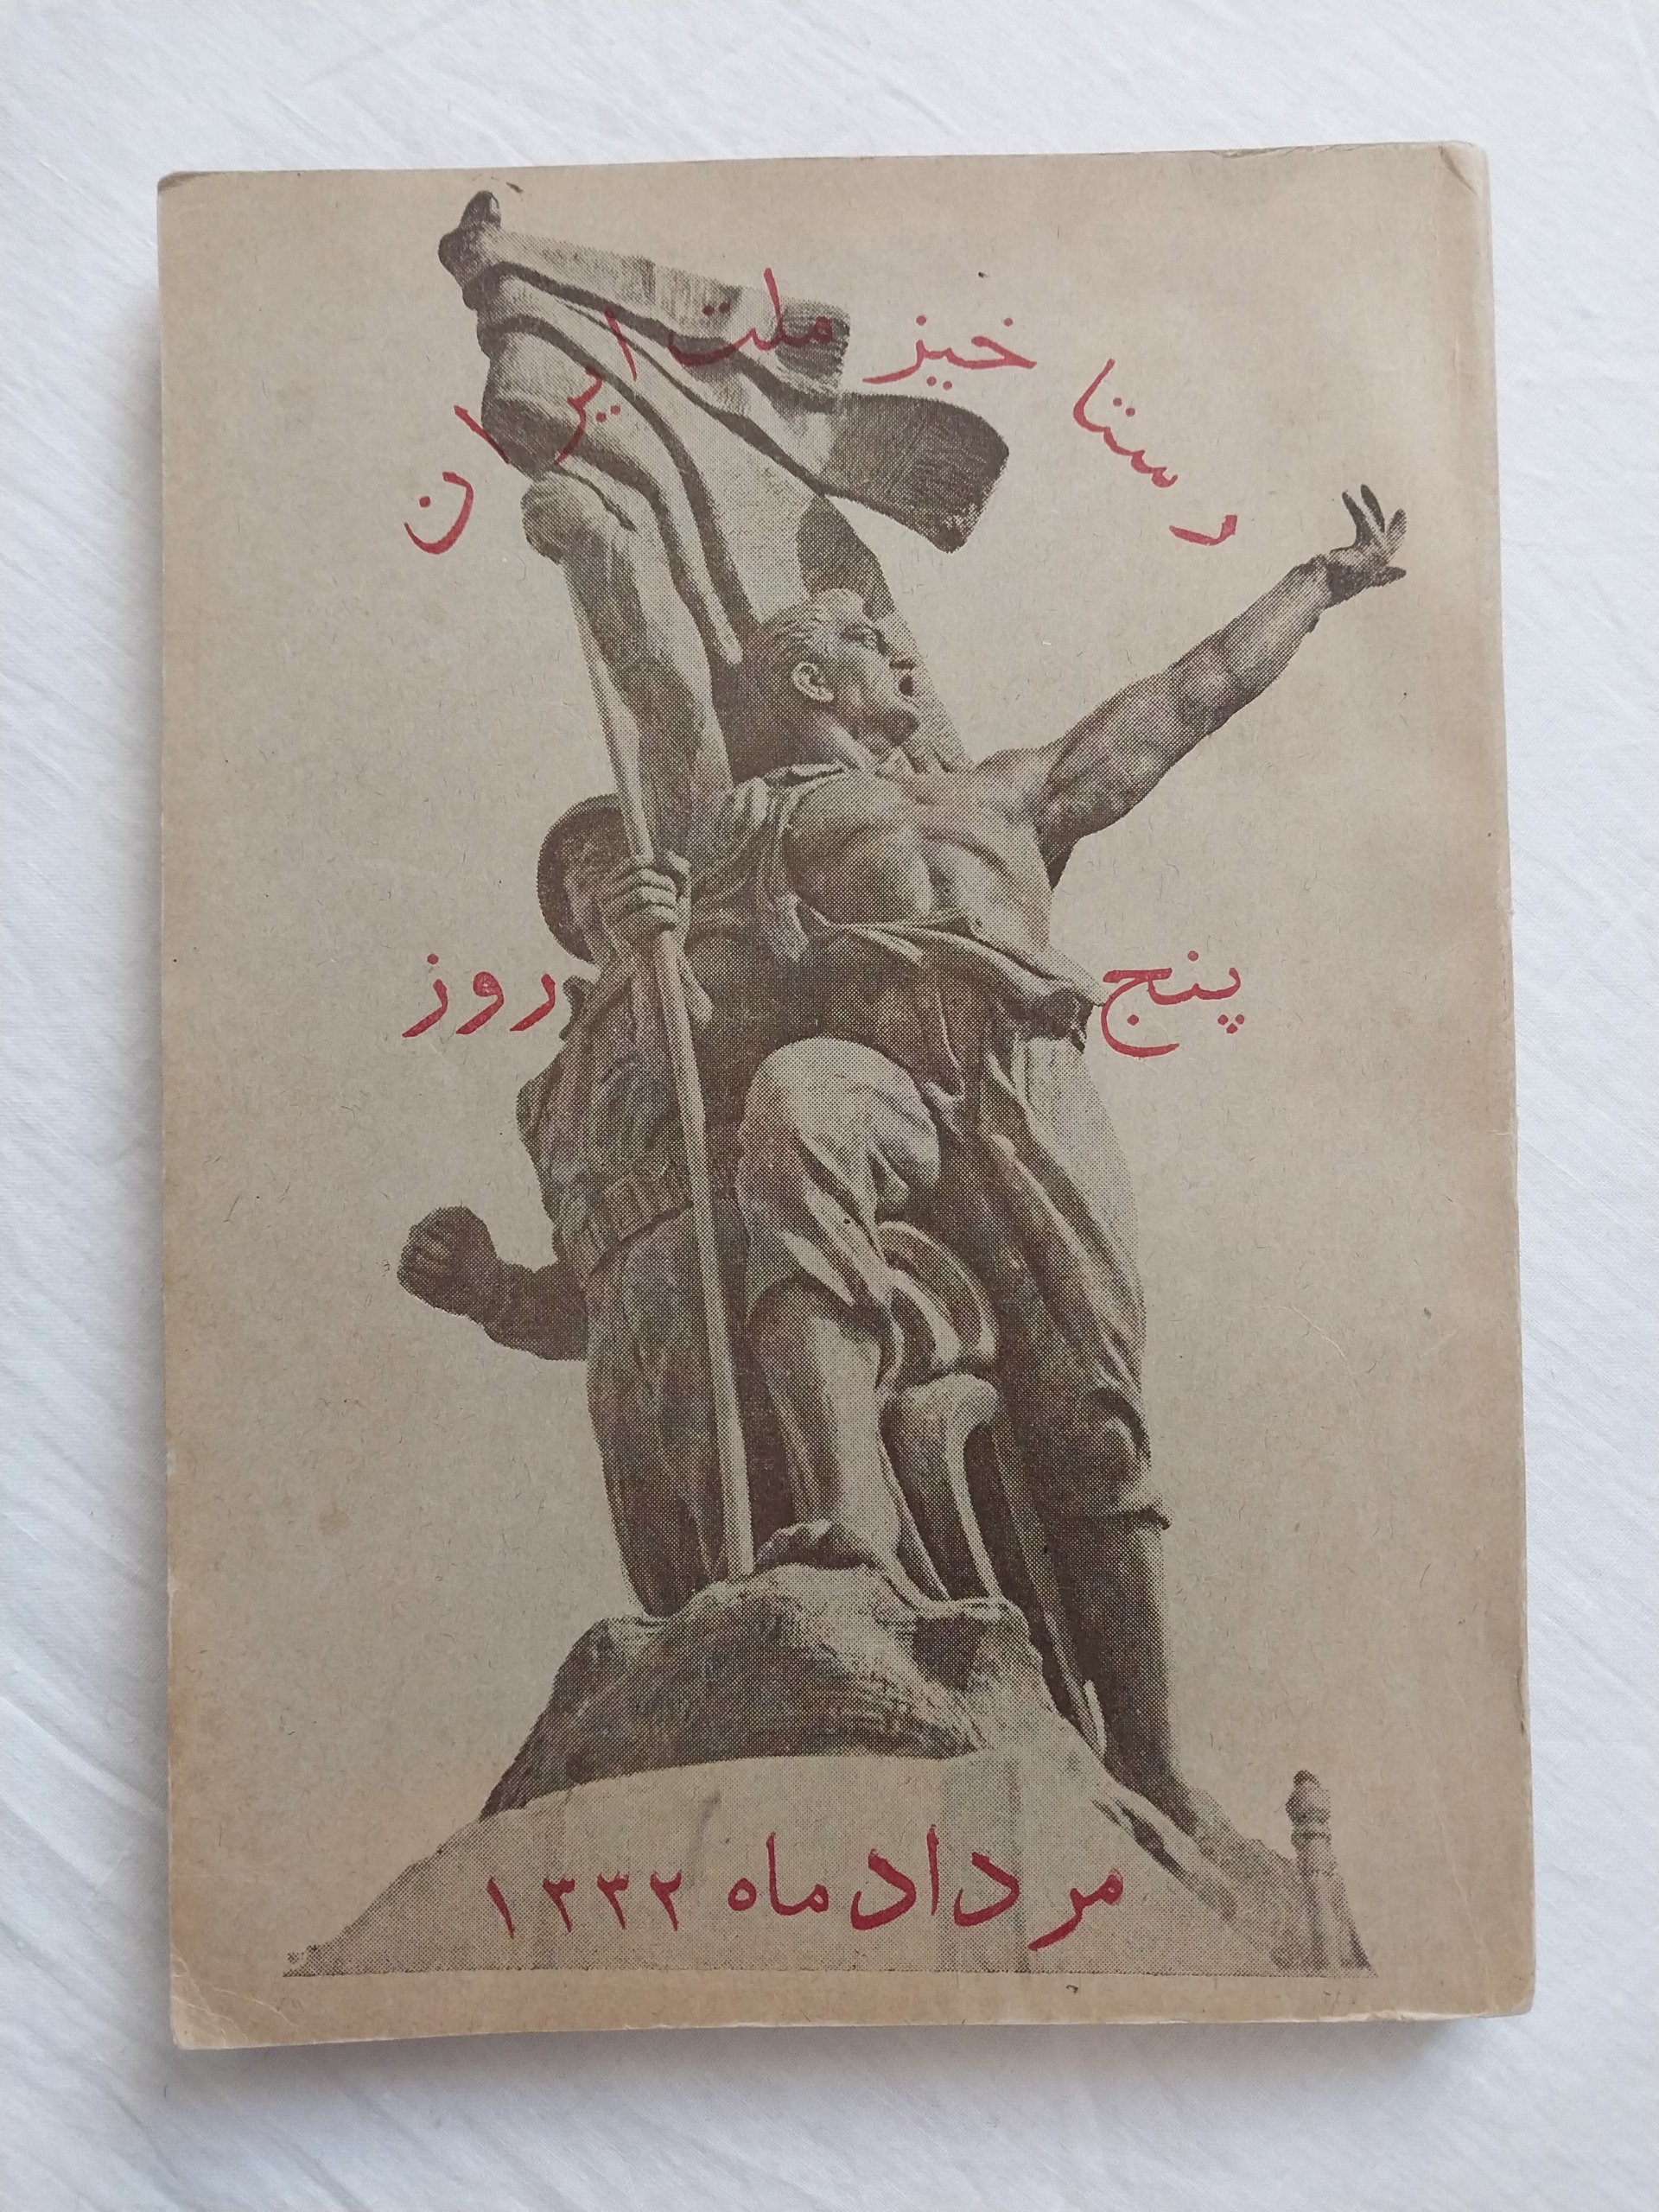 رستاخیز ملت ایران
پنج روز
مرداد ماه ۱۳۳۲